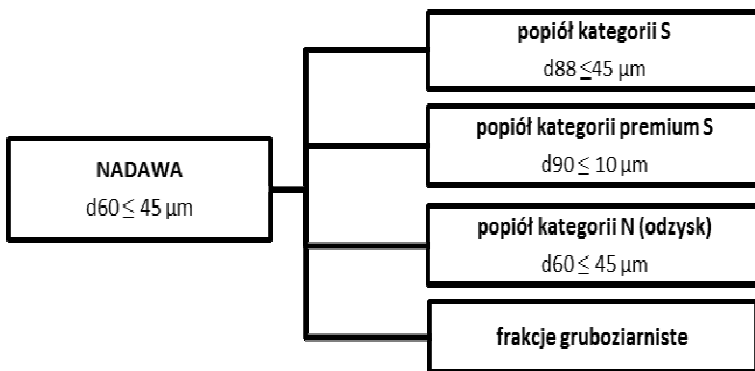 popiół kategorii S
d88 ≤45 µm
popiół kategorii premium S
d90 ≤ 10 µm
NADAWA
d60 ≤ 45 µm
popiół kategorii N (odzysk)
d60 ≤ 45 µm
frakcje gruboziarniste